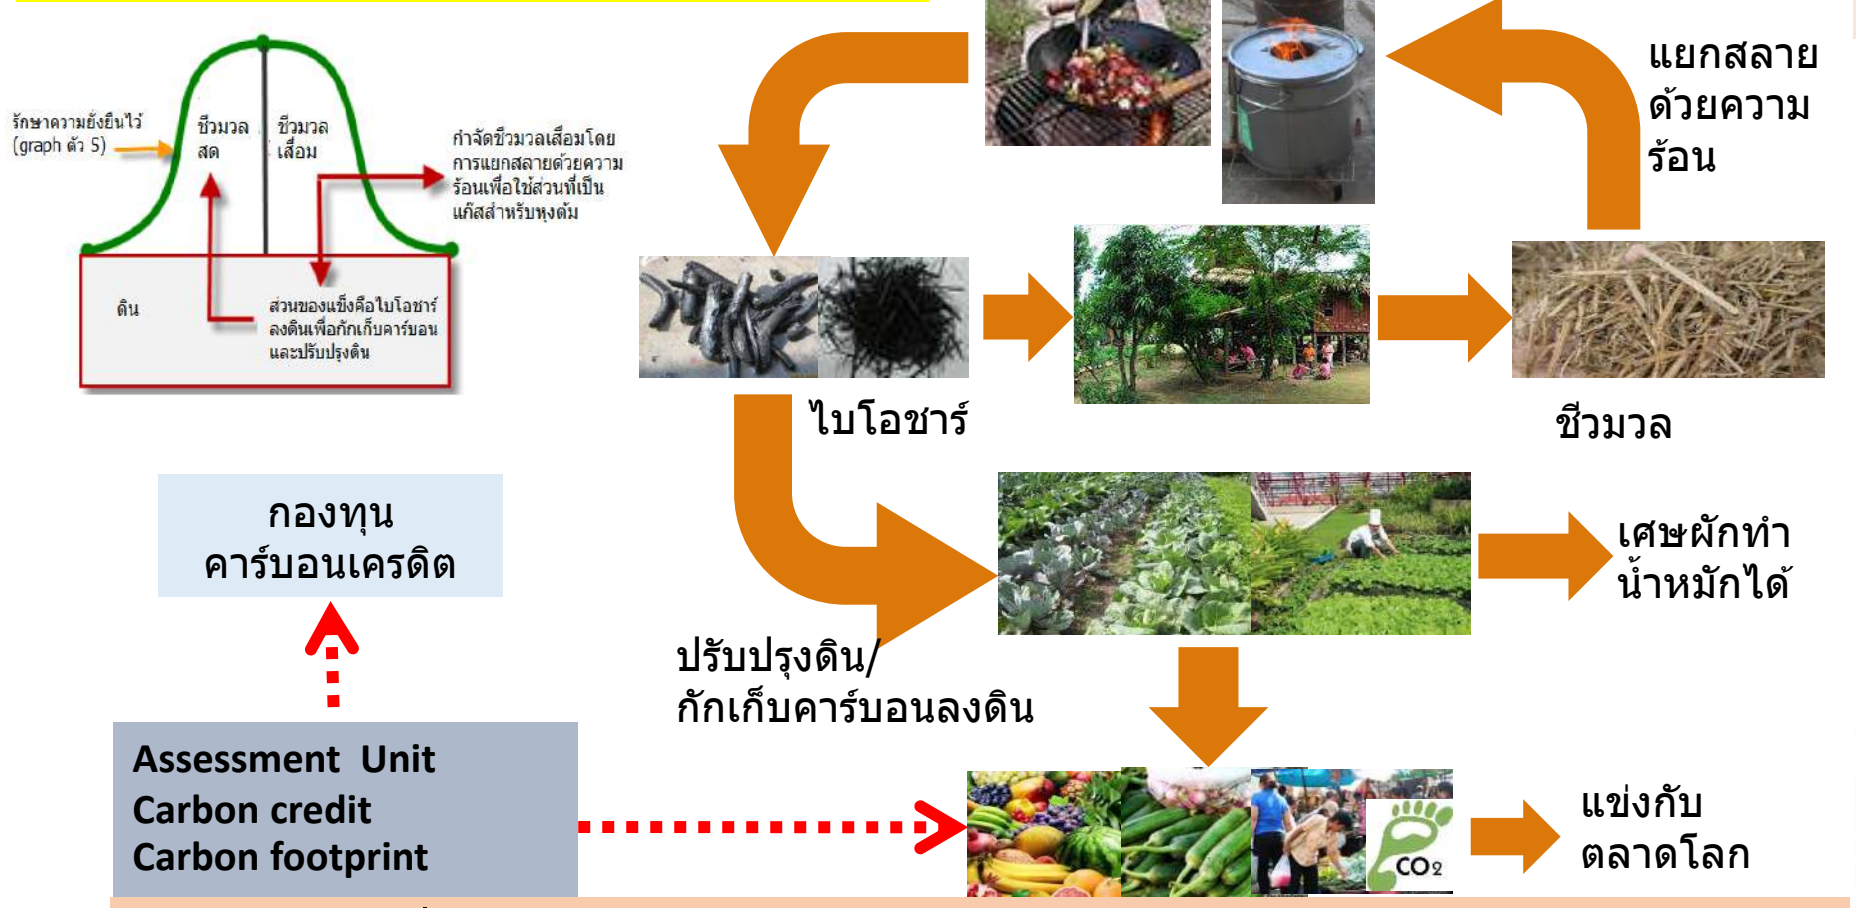 รักษาความยั่งยืนไว้
(graph ตัว S)
ชีวมวล
สด
ชีวมวล
เสื่อม
กำจัดชีวมวลเสื่อมโดย
การแยกสลายด้วยความ
ร้อนเพื่อใช้ส่วนที่เป็น
แก๊สสำหรับหุงต้ม
ดิน
ส่วนของแข็งคือไบโอชาร์
ลงดินเพื่อกักเก็บคาร์บอน
และปรับปรุงดิน
แยกสลาย
ด้วยความ
ร้อน
ไบโอชาร์
ชีวมวล
กองทุน
คาร์บอนเครดิต
เศษผักทำ
น้ำหมักได้
ปรับปรุงดิน/
กักเก็บคาร์บอนลงดิน
Assessment Unit
Carbon credit
Carbon footprint
CO2
แข่งกับ
ตลาดโลก